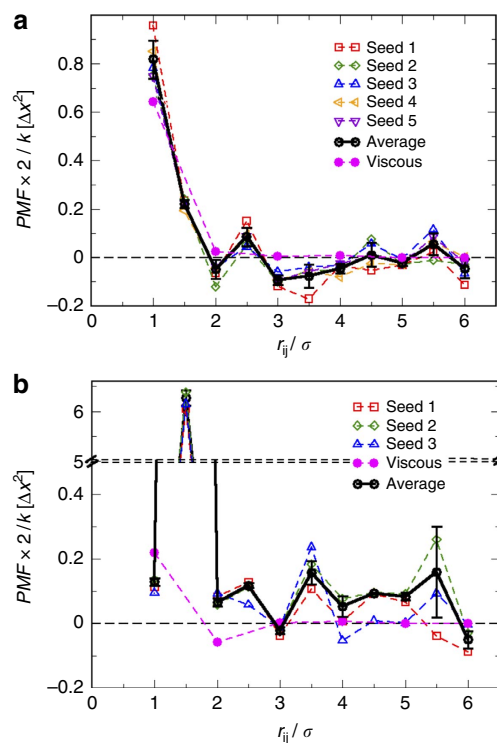 a
PMF × 2 / k [Δx²]
0.8
0.6
0.4
0.2
0
−0.2
Seed 1
Seed 2
Seed 3
Seed 4
Seed 5
Average
Viscous
0 1 2 3 4 5 6
r_ij / σ
b
PMF × 2 / k [Δx²]
6
5
0.4
0.2
0
−0.2
Seed 1
Seed 2
Seed 3
Viscous
Average
0 1 2 3 4 5 6
r_ij / σ